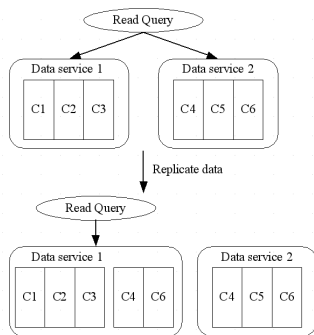 Read Query
Data service 1 Data service 2
C1 C2 C3 C4 C5 C6
Replicate data
Read Query
Data service 1 Data service 2
C1 C2 C3 C4 C6 C4 C5 C6